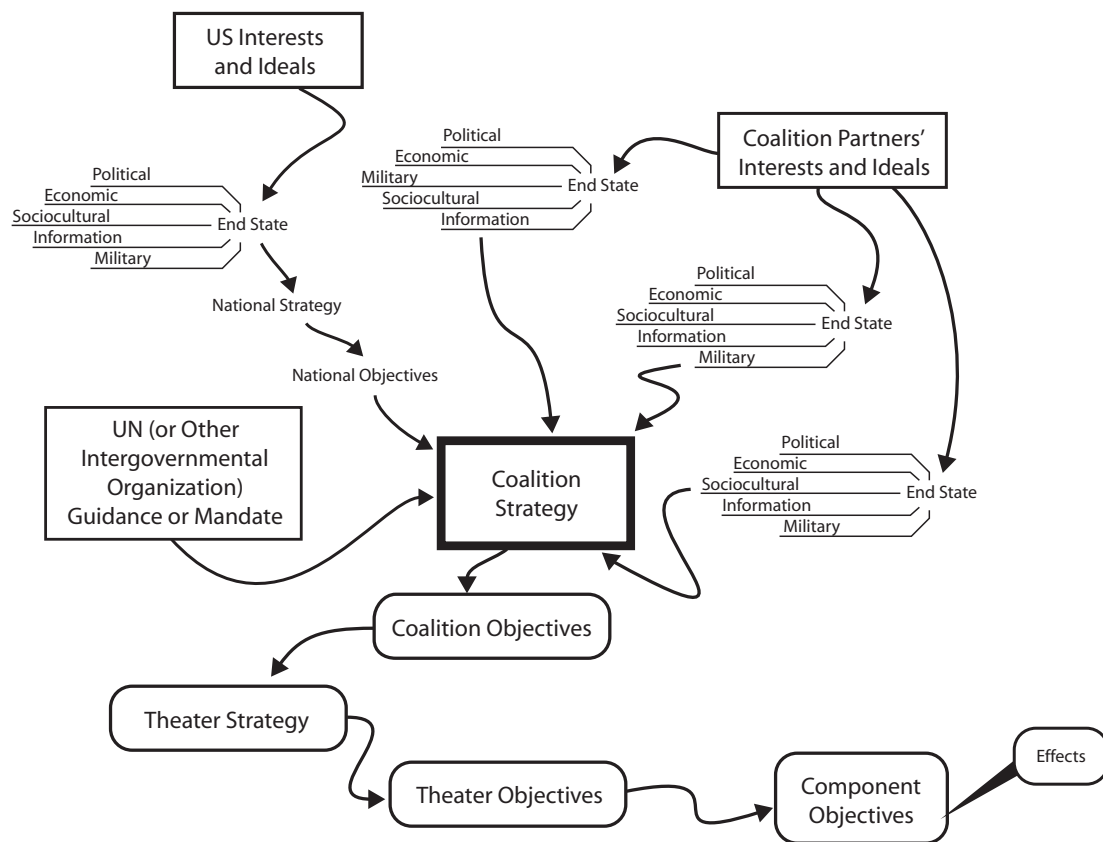 US Interests
and Ideals
Political
Economic
Sociocultural
Information
Military
End State
National Strategy
National Objectives
Political
Economic
Military
Sociocultural
Information
End State
Coalition Partners’
Interests and Ideals
Political
Economic
Sociocultural
Information
Military
End State
Political
Economic
Sociocultural
Information
Military
End State
UN (or Other
Intergovernmental
Organization)
Guidance or Mandate
Coalition
Strategy
Coalition Objectives
Theater Strategy
Theater Objectives
Component
Objectives
Effects